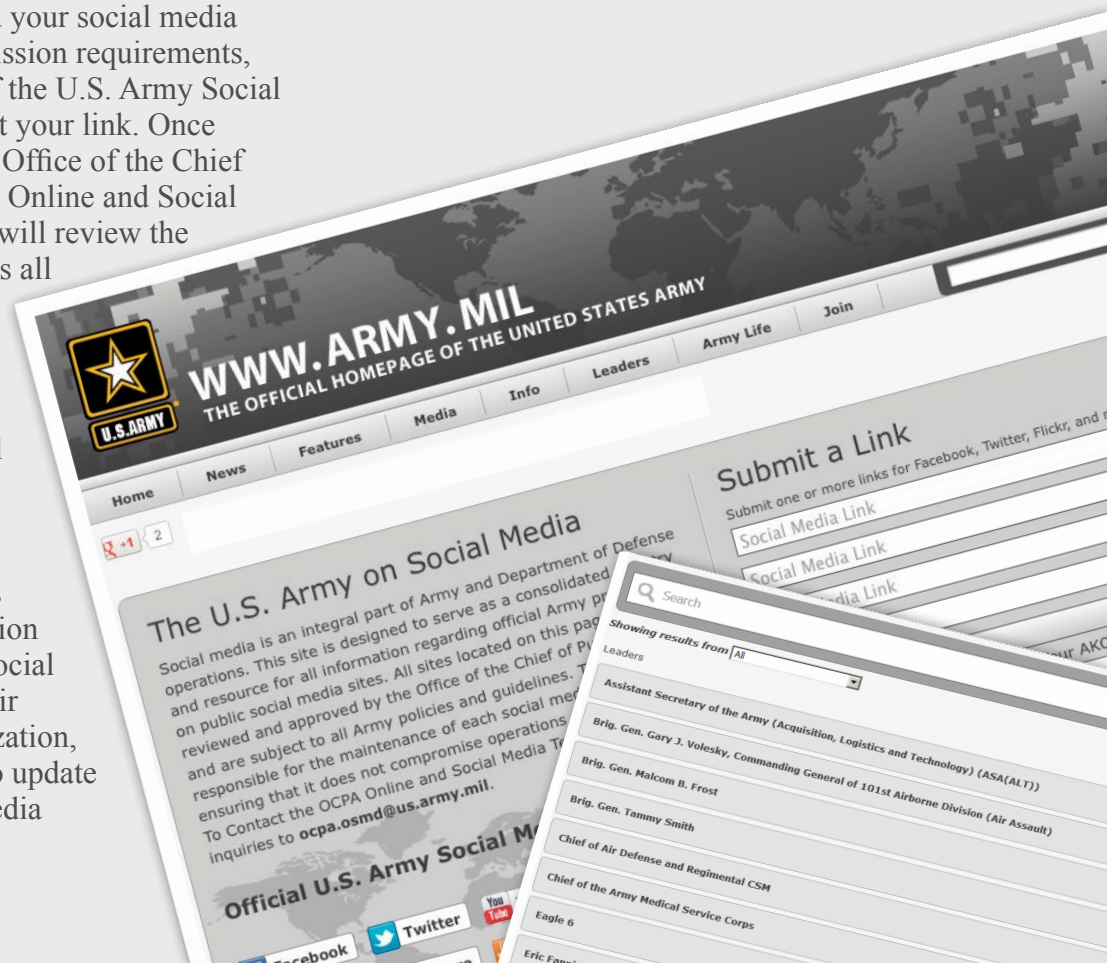 your social media
ission requirements,
the U.S. Army Social
t your link. Once
Office of the Chief
Online and Social
will review the
s all
ion
ocial
ir
zation,
update
edia
WWW.ARMY.MIL
THE OFFICIAL HOMEPAGE OF THE UNITED STATES ARMY
U.S.ARMY
Home News Features Media Info Leaders Army Life Join
+1 2
The U.S. Army on Social Media
Social media is an integral part of Army and Department of Defense
operations. This site is designed to serve as a consolidated
and resource for all information regarding official Army
on public social media sites. All sites located on this
reviewed and approved by the Office of the Chief of
and are subject to all Army policies and guidelines.
responsible for the maintenance of each social
ensuring that it does not compromise operations
To Contact the OCPA Online and Social Media
inquiries to ocpa.osmd@us.army.mil.
Official U.S. Army Social
Facebook Twitter You Tube
Submit a Link
Submit one or more links for Facebook, Twitter, Flickr, and
Social Media Link
Social Media Link
dia Link
AKO
Search
Showing results from All
Leaders
Assistant Secretary of the Army (Acquisition, Logistics and Technology) (ASA(ALT))
Brig. Gen. Gary J. Volesky, Commanding General of 101st Airborne Division (Air Assault)
Brig. Gen. Malcom B. Frost
Brig. Gen. Tammy Smith
Chief of Air Defense and Regimental CSM
Chief of the Army Medical Service Corps
Eagle 6
Eric